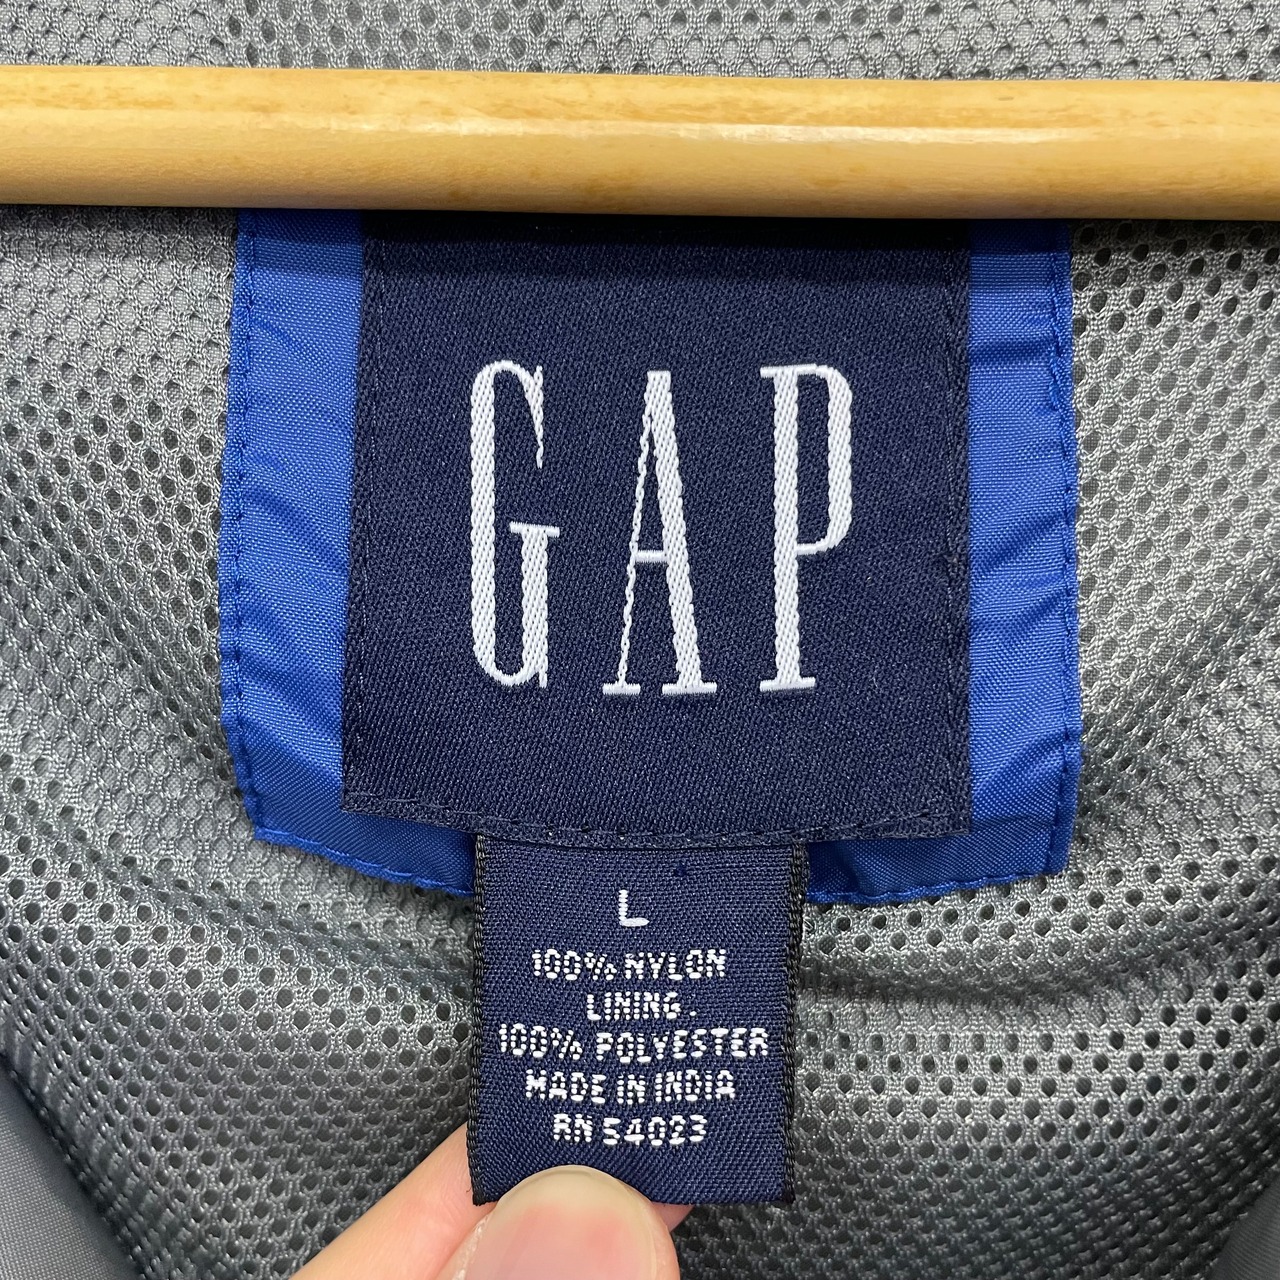 GAP
L
100% NYLON
LINING.
100% POLYESTER
MADE IN INDIA
RN 54023